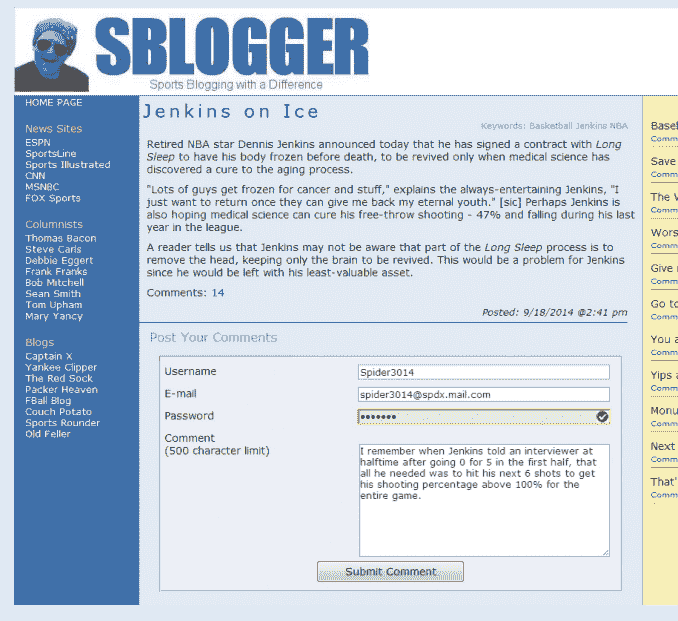 SBLOGGER
Sports Blogging with a Difference
HOME PAGE
News Sites
ESPN
SportsLine
Sports Illustrated
CNN
MSNBC
FOX Sports
Columnists
Thomas Bacon
Steve Caris
Debbie Eggert
Frank Franks
Bob Mitchell
Sean Smith
Tom Upham
Mary Yancy
Blogs
Captain X
Yankee Clipper
The Red Sock
Packer Heaven
FBall Blog
Couch Potato
Sports Rounder
Old Feller
Jenkins on Ice
Keywords: Basketball Jenkins NBA
Retired NBA star Dennis Jenkins announced today that he has signed a contract with Long
Sleep to have his body frozen before death, to be revived only when medical science has
discovered a cure to the aging process.
"Lots of guys get frozen for cancer and stuff," explains the always-entertaining Jenkins, "I
just want to return once they can give me back my eternal youth." [sic] Perhaps Jenkins is
also hoping medical science can cure his free-throw shooting - 47% and falling during his last
year in the league.
A reader tells us that Jenkins may not be aware that part of the Long Sleep process is to
remove the head, keeping only the brain to be revived. This would be a problem for Jenkins
since he would be left with his least-valuable asset.
Comments: 14
Posted: 9/18/2014 @2:41 pm
Post Your Comments
Username
Spider3014
E-mail
spider3014@spdx.mail.com
Password
•••••••
Comment
(500 character limit)
I remember when Jenkins told an interviewer at
halftime after going 0 for 5 in the first half, that
all he needed was to hit his next 6 shots to get
his shooting percentage above 100% for the
entire game.
Submit Comment
Save
The
Give
Go to
Yips
Next
That'